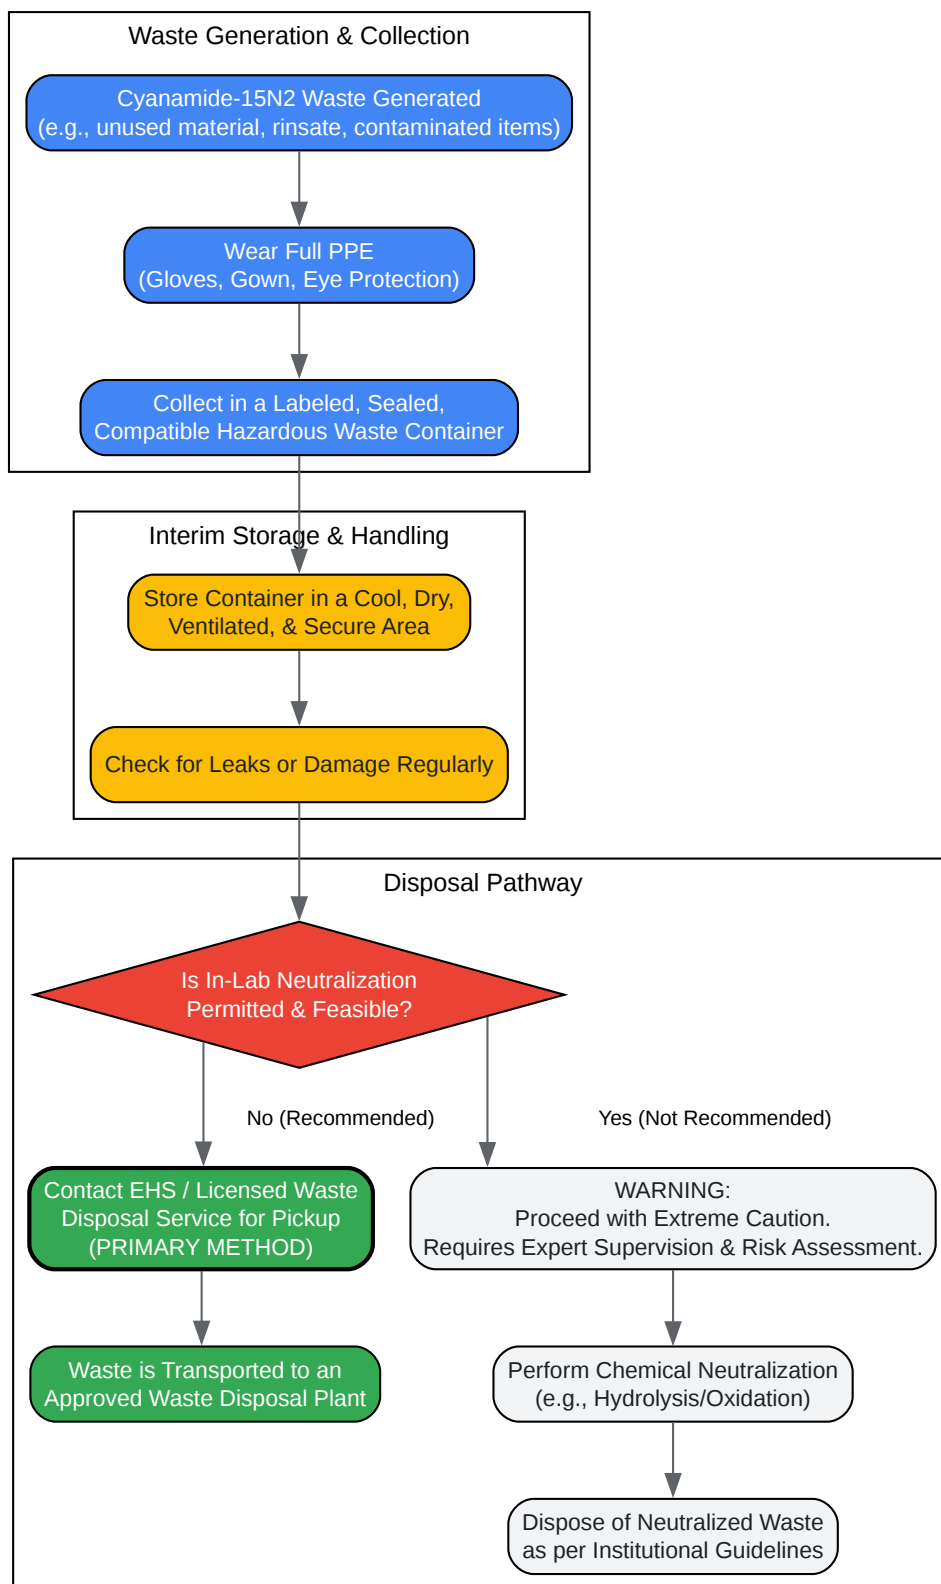 Waste Generation & Collection
Cyanamide-15N2 Waste Generated
(e.g., unused material, rinsate, contaminated items)
Wear Full PPE
(Gloves, Gown, Eye Protection)
Collect in a Labeled, Sealed,
Compatible Hazardous Waste Container
Interim Storage & Handling
Store Container in a Cool, Dry,
Ventilated, & Secure Area
Check for Leaks or Damage Regularly
Disposal Pathway
Is In-Lab Neutralization
Permitted & Feasible?
No (Recommended)
Yes (Not Recommended)
Contact EHS / Licensed Waste
Disposal Service for Pickup
(PRIMARY METHOD)
WARNING:
Proceed with Extreme Caution.
Requires Expert Supervision & Risk Assessment.
Waste is Transported to an
Approved Waste Disposal Plant
Perform Chemical Neutralization
(e.g., Hydrolysis/Oxidation)
Dispose of Neutralized Waste
as per Institutional Guidelines